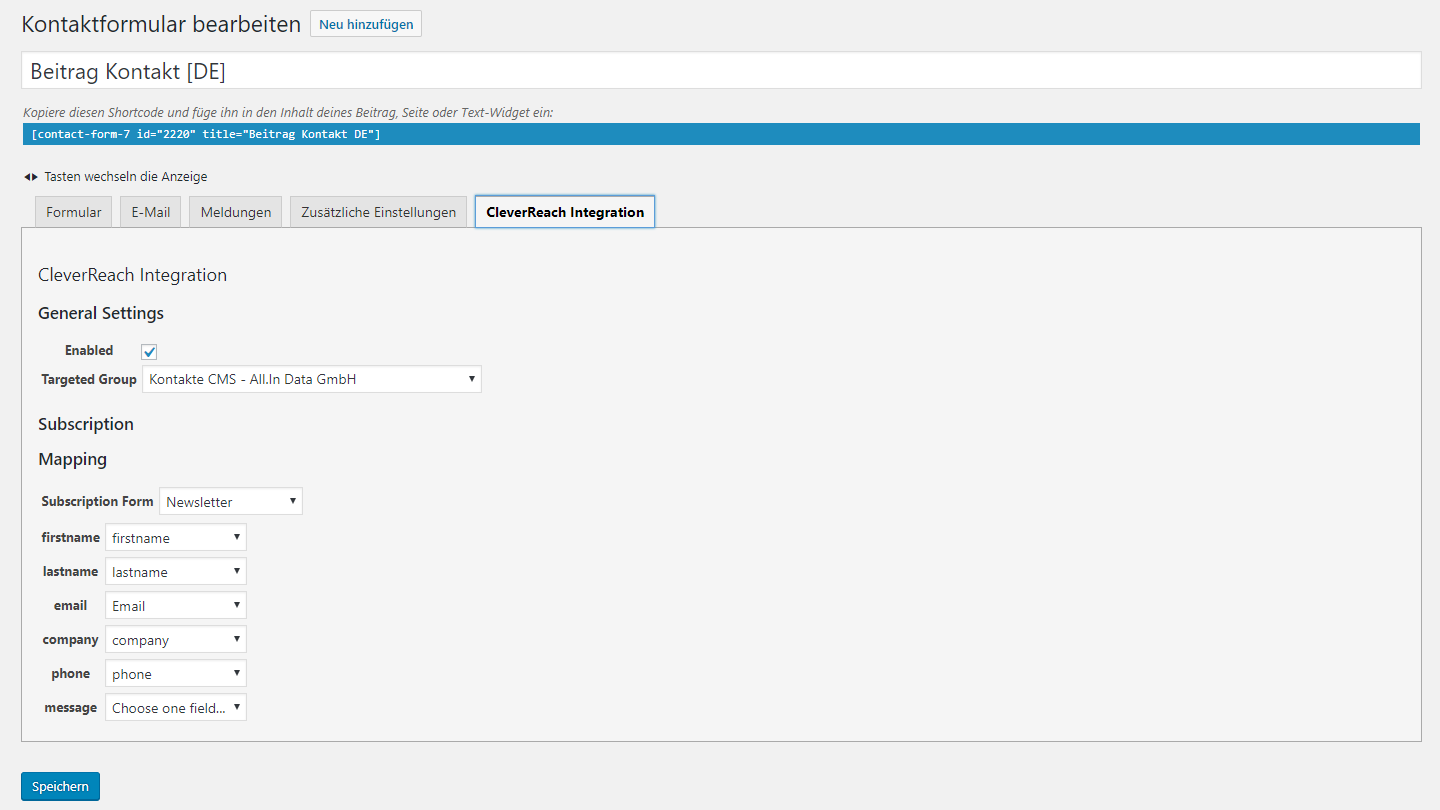 Kontaktformular bearbeiten Neu hinzufügen
Beitrag Kontakt [DE]
Kopiere diesen Shortcode und füge ihn in den Inhalt deines Beitrag, Seite oder Text-Widget ein:
[contact-form-7 id="2220" title="Beitrag Kontakt DE"]
Tasten wechseln die Anzeige
Formular E-Mail Meldungen Zusätzliche Einstellungen CleverReach Integration
CleverReach Integration
General Settings
Enabled
Targeted Group Kontakte CMS - All.In Data GmbH
Subscription
Mapping
Subscription Form Newsletter
firstname firstname
lastname lastname
email Email
company company
phone phone
message Choose one field...
Speichern